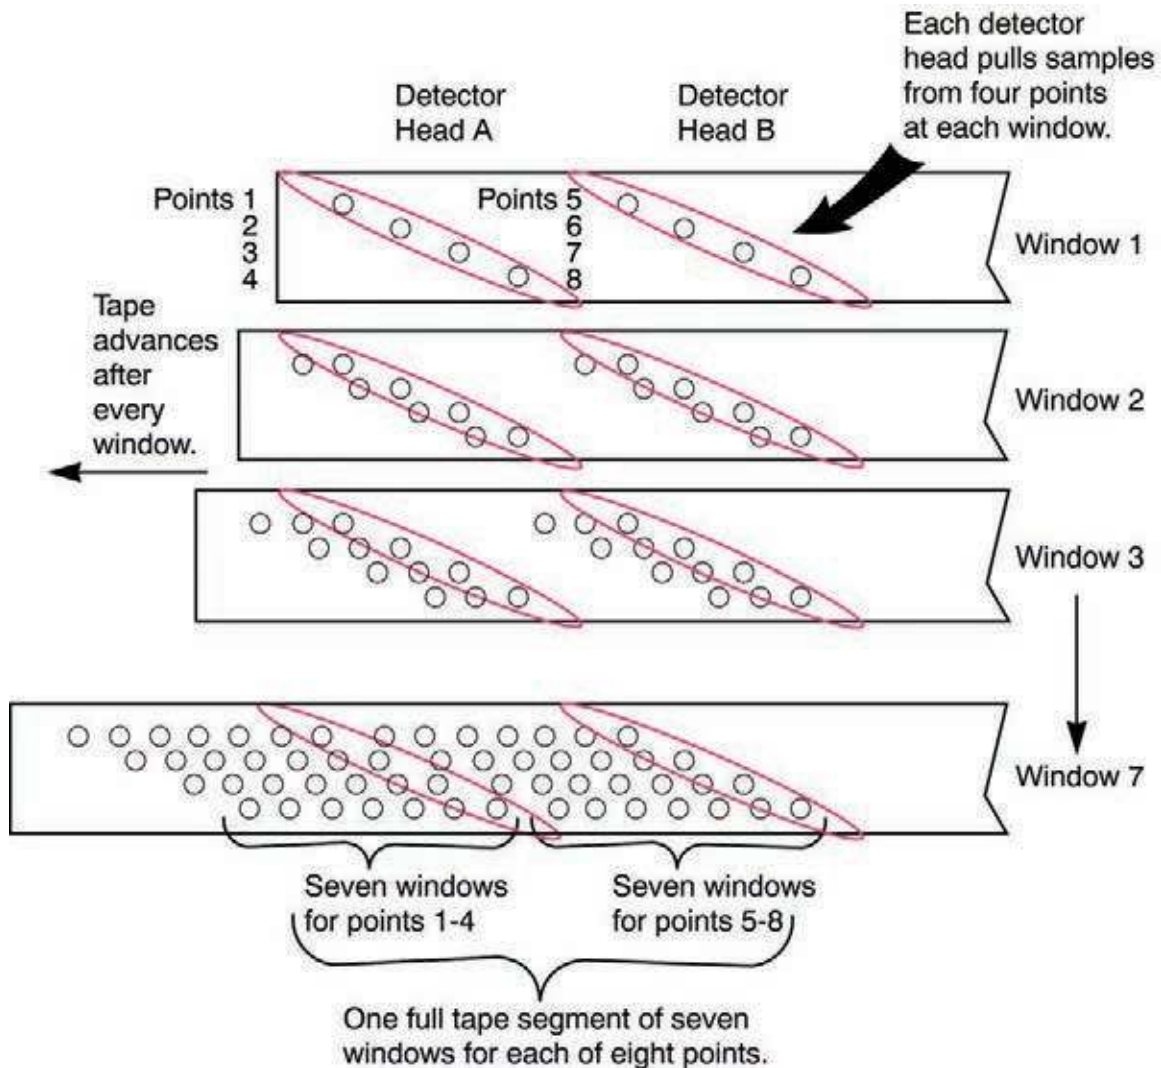 Each detector
head pulls samples
from four points
at each window.
Detector
Head A
Detector
Head B
Points 1
2
3
4
Points 5
6
7
8
Window 1
Tape
advances
after
every
window.
Window 2
Window 3
Window 7
Seven windows
for points 1-4
Seven windows
for points 5-8
One full tape segment of seven
windows for each of eight points.